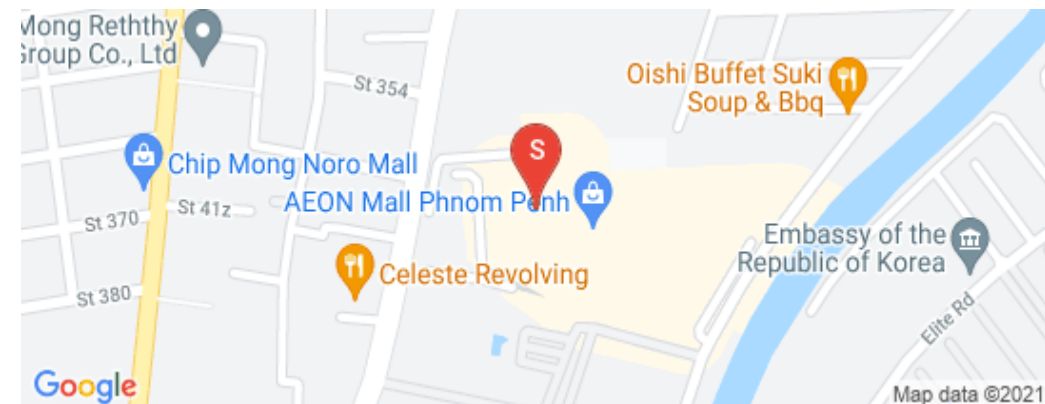 Mong Reththy
Group Co., Ltd
St 354
Oishi Buffet Suki
Soup & Bbq
S
Chip Mong Noro Mall
AEON Mall Phnom Penh
St 370
St 41z
Embassy of the
Republic of Korea
Celeste Revolving
St 380
Elite Rd
Google
Map data ©2021